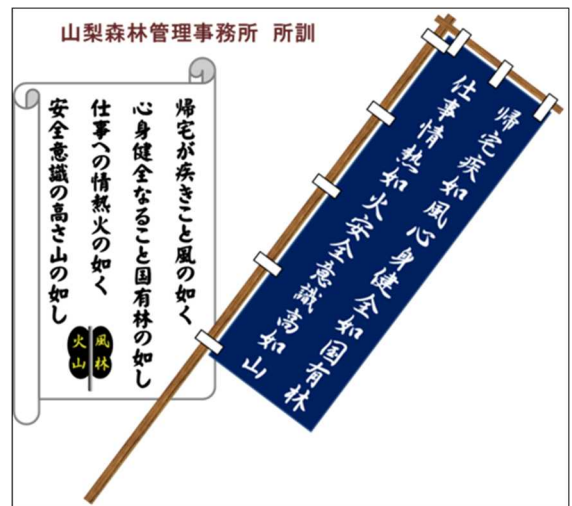 山梨森林管理事務所 所訓
帰宅が疾きこと風の如く
心身健全なること国有林の如し
仕事への情熱火の如く
安全意識の高さ山の如し
風林
火山
帰宅疾如風心身健全如国有林
仕事情熱如火安全意識高如山